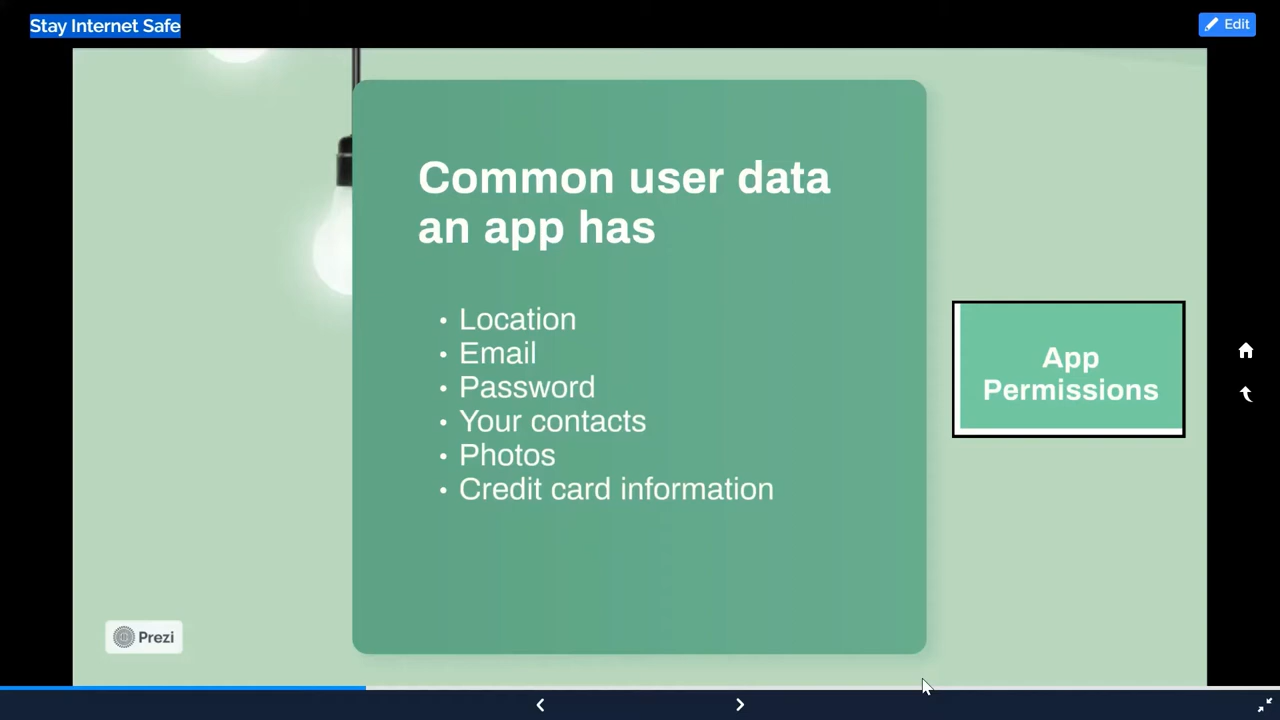 Stay Internet Safe
Edit
Common user data
an app has
• Location
• Email
• Password
• Your contacts
• Photos
• Credit card information
App
Permissions
Prezi